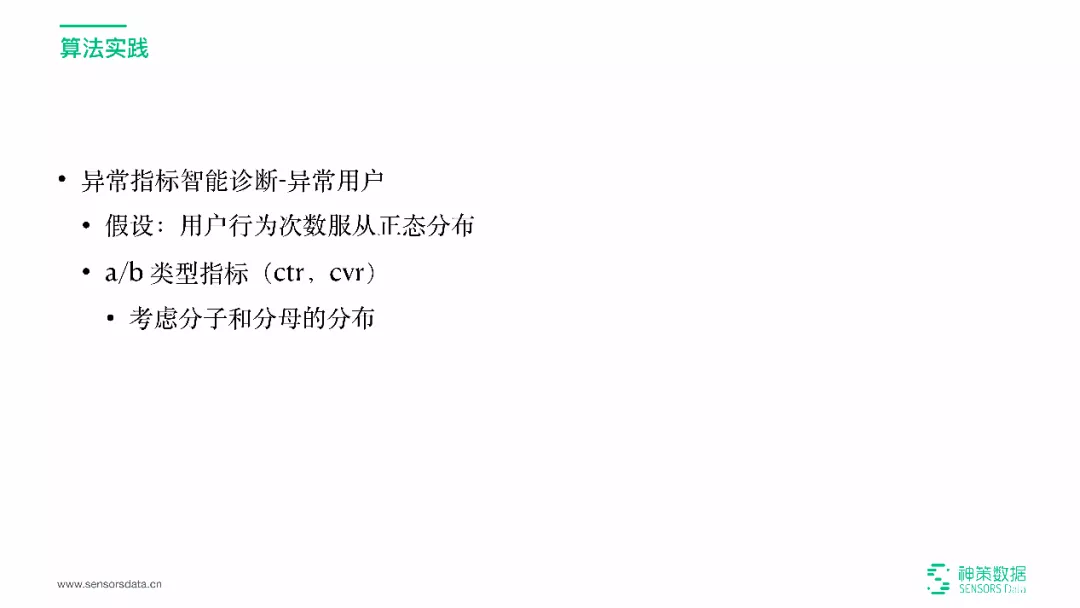 算法实践
• 异常指标智能诊断-异常用户
• 假设：用户行为次数服从正态分布
• a/b 类型指标（ctr，cvr）
• 考虑分子和分母的分布
www.sensorsdata.cn
神策数据
SENSORS Data